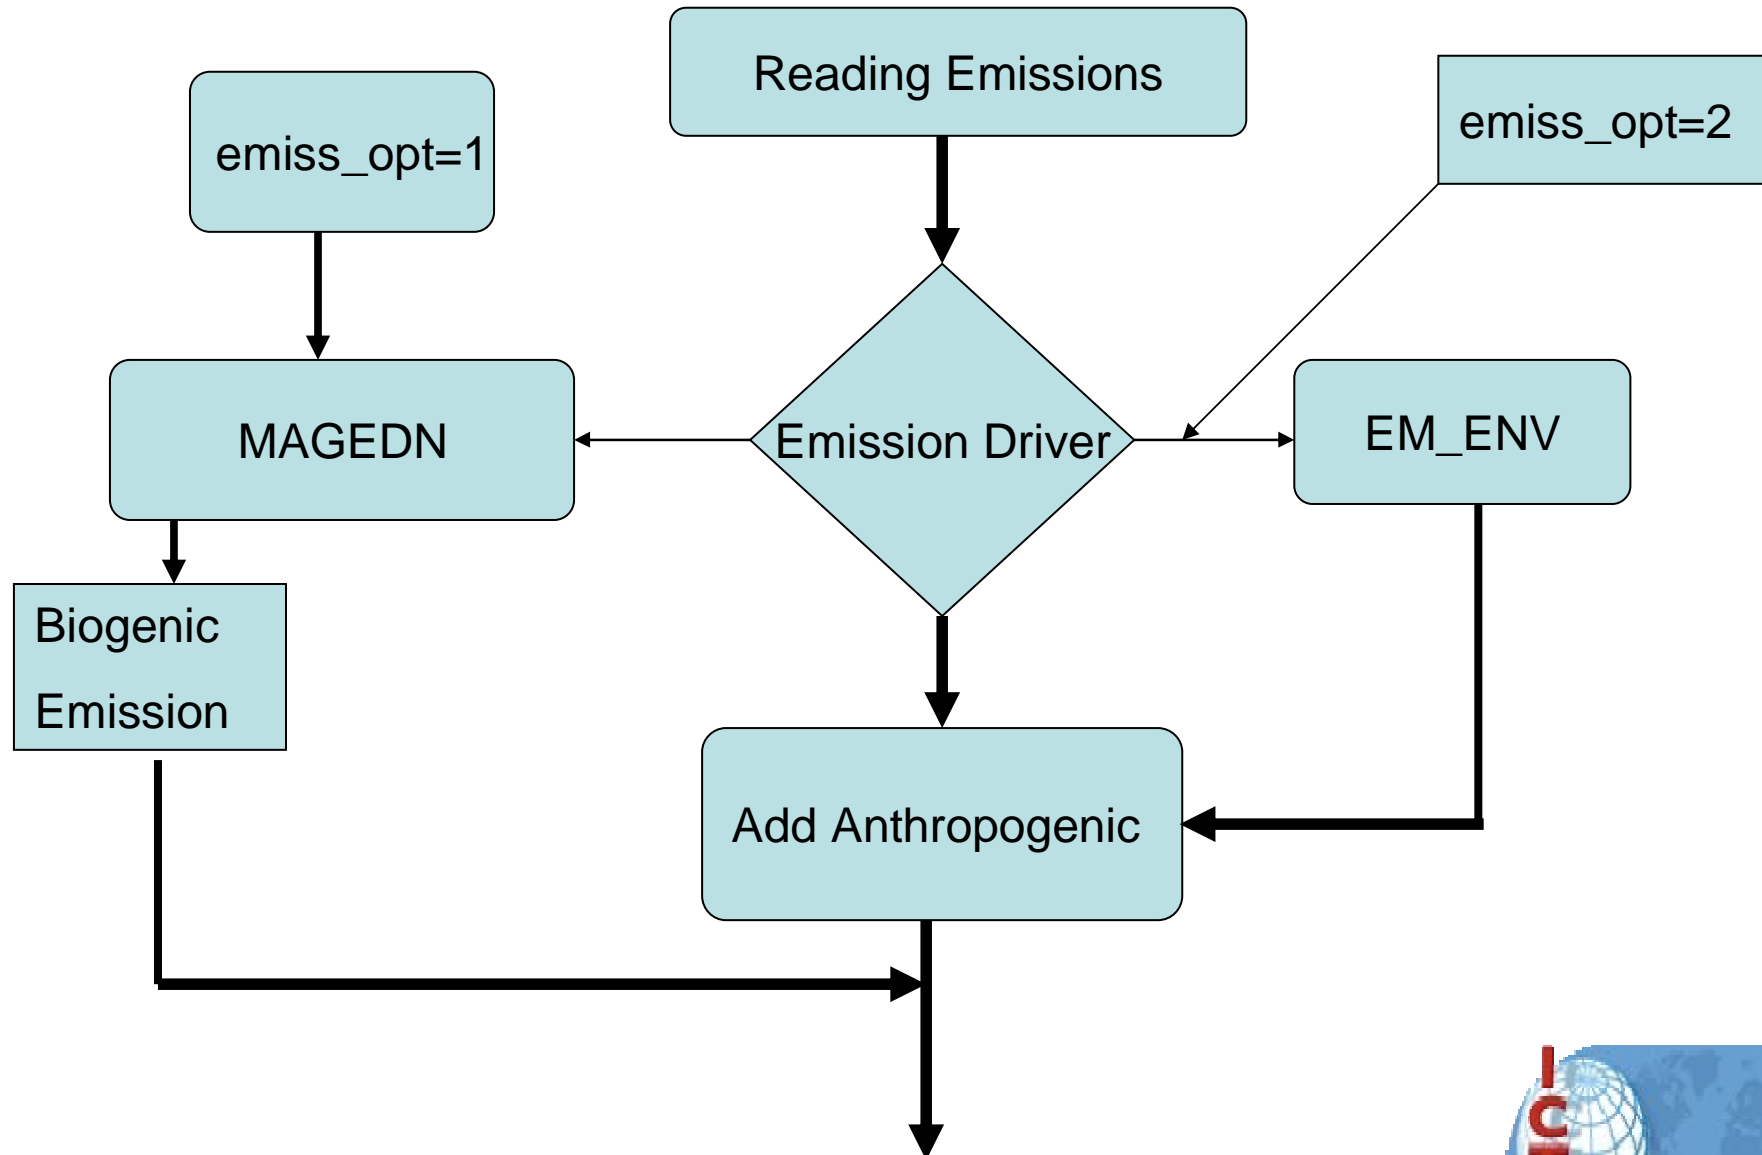 Reading Emissions
emiss_opt=1
emiss_opt=2
MAGEDN
Emission Driver
EM_ENV
Biogenic
Emission
Add Anthropogenic
I
C